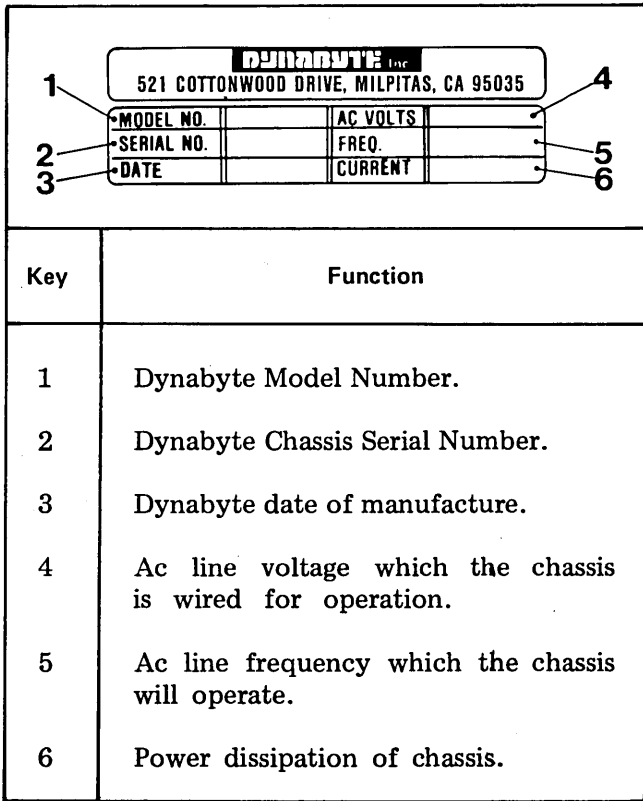 DYNABYTE Inc
521 COTTONWOOD DRIVE, MILPITAS, CA 95035
1 MODEL NO. AC VOLTS 4
2 SERIAL NO. FREQ. 5
3 DATE CURRENT 6
Key Function
1 Dynabyte Model Number.
2 Dynabyte Chassis Serial Number.
3 Dynabyte date of manufacture.
4 Ac line voltage which the chassis
is wired for operation.
5 Ac line frequency which the chassis
will operate.
6 Power dissipation of chassis.